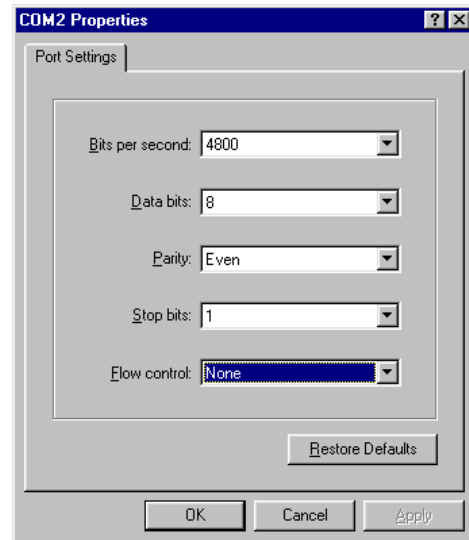 COM2 Properties
Port Settings
Bits per second: 4800
Data bits: 8
Parity: Even
Stop bits: 1
Flow control: None
Restore Defaults
OK Cancel Apply